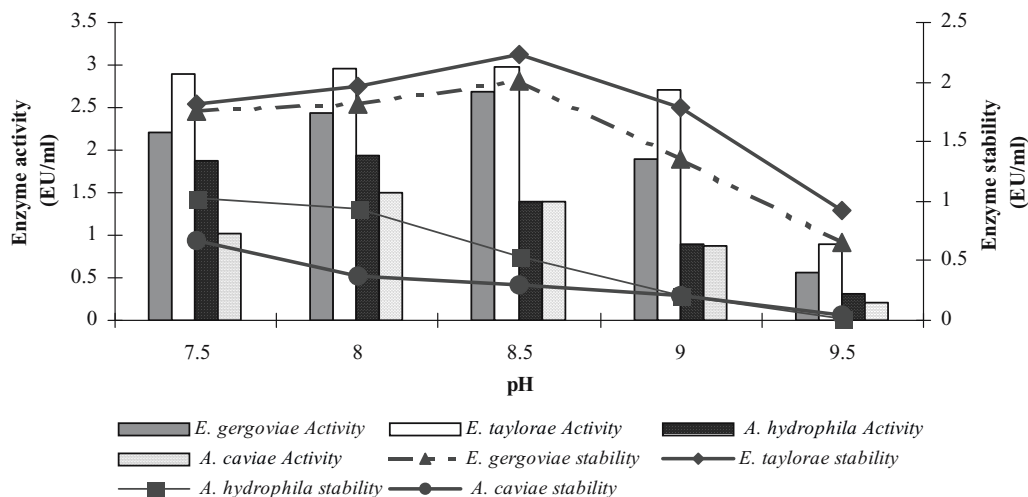 Enzyme activity
(EU/ml)
3.5
3
2.5
2
1.5
1
0.5
0
2.5
2
1.5
1
0.5
0
Enzyme stability
(EU/ml)
7.5 8 8.5 9 9.5
pH
E. gergoviae Activity E. taylorae Activity A. hydrophila Activity
A. caviae Activity E. gergoviae stability E. taylorae stability
A. hydrophila stability A. caviae stability